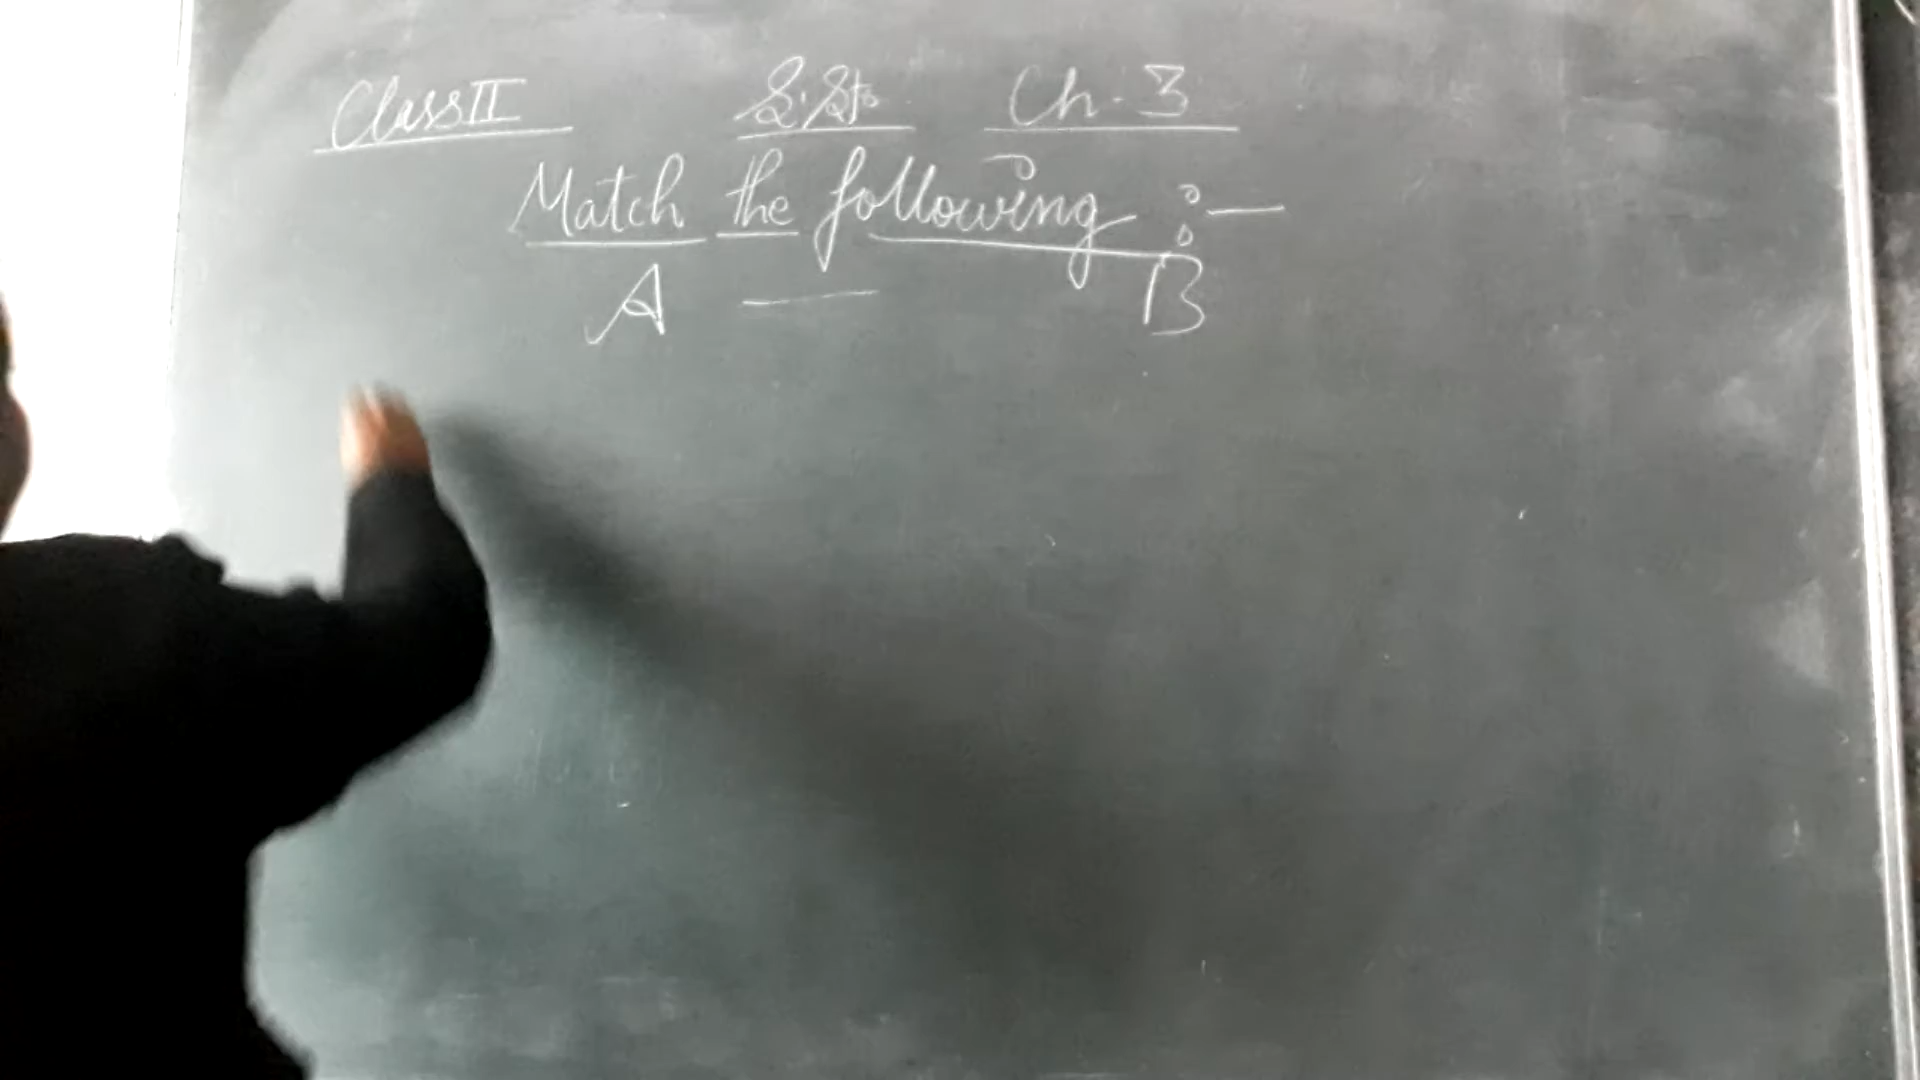 Class II S.St. Ch. 3
Match the following :—
A — B